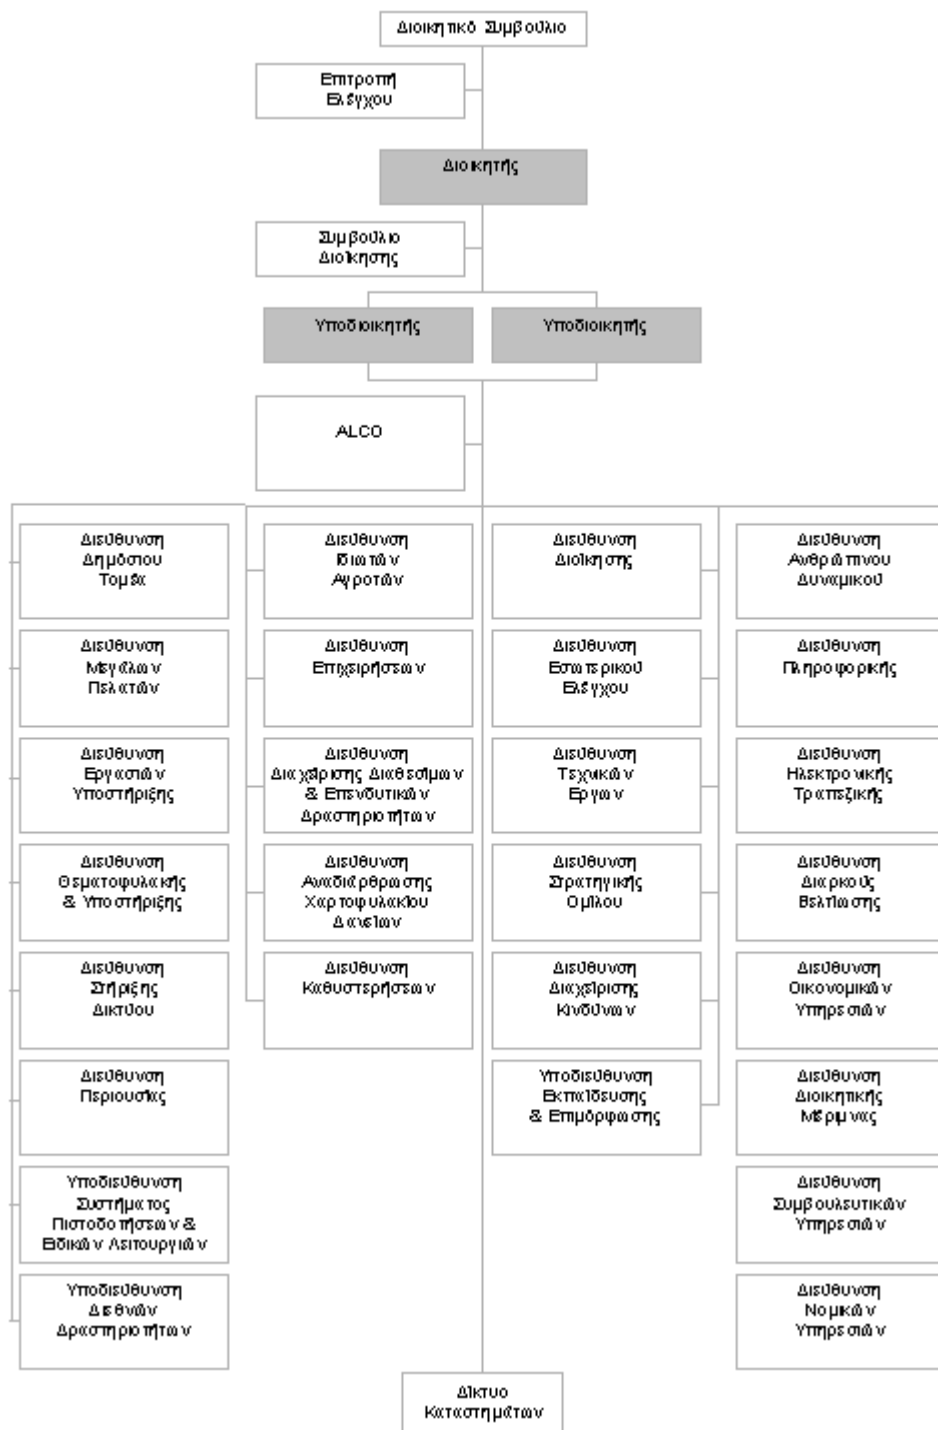 Διοικητικό Συμβούλιο
Επιτροπή
Ελέγχου
Διοικητής
Συμβούλιο
Διοίκησης
Υποδιοικητής
Υποδιοικητής
ALCO
Διεύθυνση
Δημόσιου
Τομέα
Διεύθυνση
Ιδιωτών
Αγροτών
Διεύθυνση
Διοίκησης
Διεύθυνση
Ανθρώπινου
Δυναμικού
Διεύθυνση
Μεγάλων
Πελατών
Διεύθυνση
Επιχειρήσεων
Διεύθυνση
Εσωτερικού
Ελέγχου
Διεύθυνση
Πληροφορικής
Διεύθυνση
Εργασιών
Υποστήριξης
Διεύθυνση
Διαχείρισης Διαθεσίμων
& Επενδυτικών
Δραστηριοτήτων
Διεύθυνση
Τεχνικών
Εργων
Διεύθυνση
Ηλεκτρονικής
Τραπεζικής
Διεύθυνση
Θεματοφυλακής
& Υποστήριξης
Διεύθυνση
Αναδιάρθρωσης
Χαρτοφυλακίου
Δανείων
Διεύθυνση
Στρατηγικής
Ομίλου
Διεύθυνση
Διαρκούς
Βελτίωσης
Διεύθυνση
Στήριξης
Δικτύου
Διεύθυνση
Καθυστερήσεων
Διεύθυνση
Διαχείρισης
Κινδύνων
Διεύθυνση
Οικονομικών
Υπηρεσιών
Διεύθυνση
Περιουσίας
Υποδιεύθυνση
Εκπαίδευσης
& Επιμόρφωσης
Διεύθυνση
Διοικητικής
Μέριμνας
Υποδιεύθυνση
Συστήματος
Πιστοδοτήσεων &
Ειδικών Λειτουργιών
Διεύθυνση
Συμβουλευτικών
Υπηρεσιών
Υποδιεύθυνση
Διεθνών
Δραστηριοτήτων
Διεύθυνση
Νομικών
Υπηρεσιών
Δίκτυο
Καταστημάτων